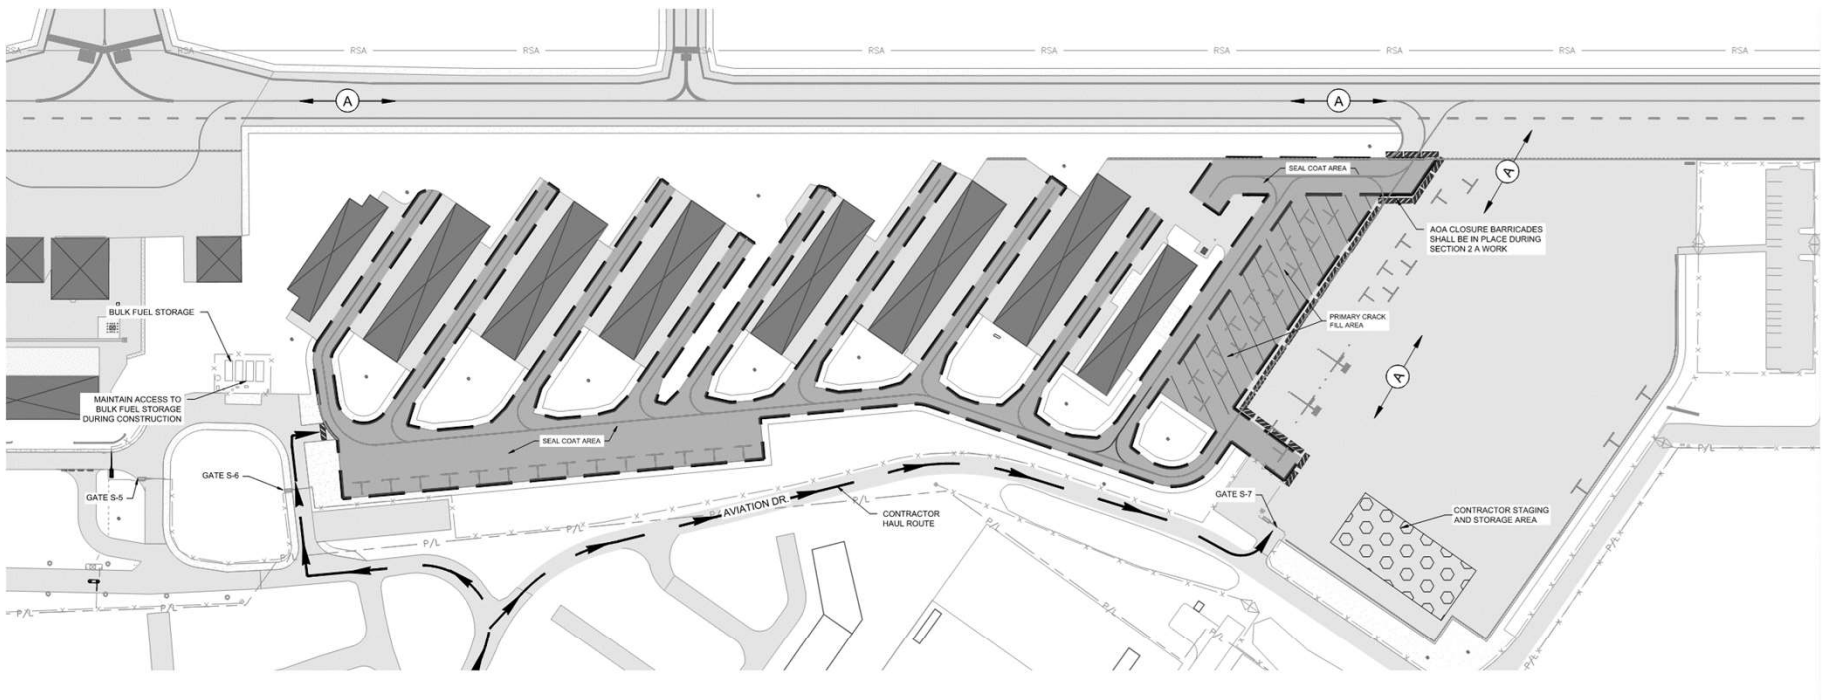 RSA RSA RSA RSA RSA RSA RSA RSA RSA RSA RSA
A
A
SEAL COAT AREA
A
AOA CLOSURE BARRICADES
SHALL BE IN PLACE DURING
SECTION 2 A WORK
BULK FUEL STORAGE
PRIMARY CRACK
FILL AREA
A
MAINTAIN ACCESS TO
BULK FUEL STORAGE
DURING CONSTRUCTION
SEAL COAT AREA
GATE S-6
GATE S-5
GATE S-7
AVIATION DR.
P/L
P/L
CONTRACTOR
HAUL ROUTE
CONTRACTOR STAGING
AND STORAGE AREA
P/L
P/L
P/L
P/L
P/L
P/L
P/L
P/L
P/L
P/L
P/L